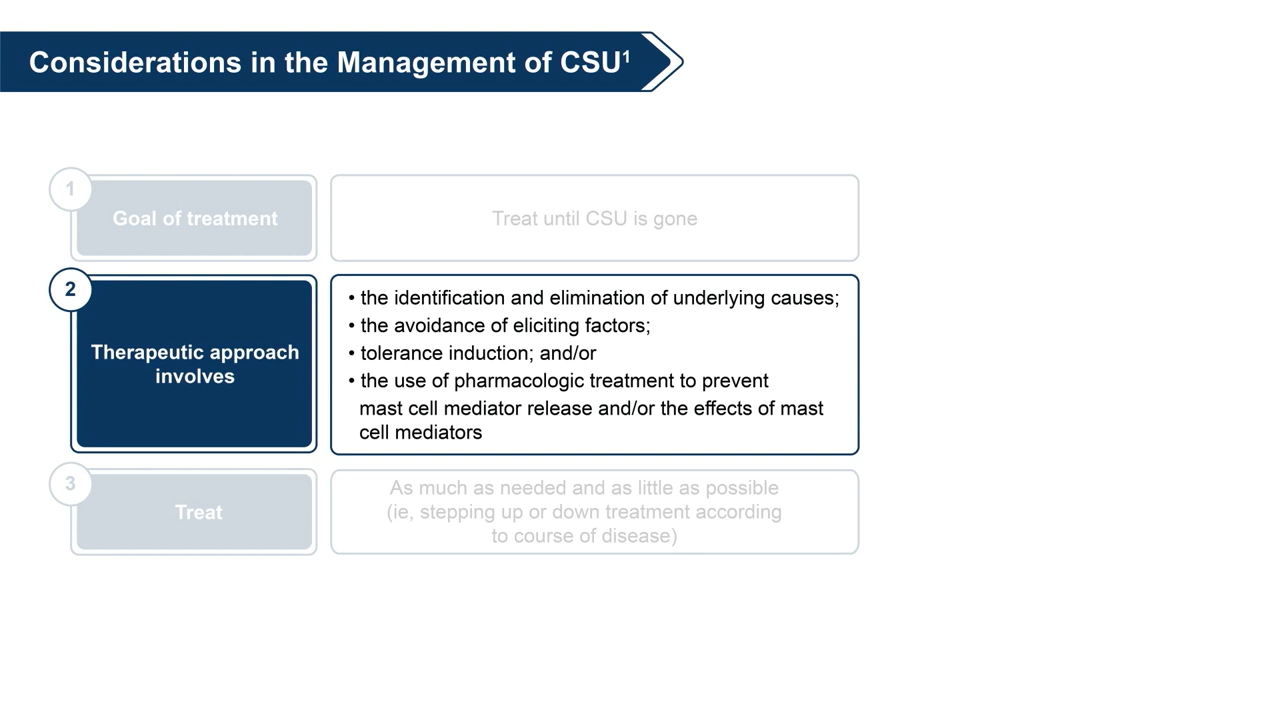 Considerations in the Management of CSU¹
1
Goal of treatment
Treat until CSU is gone
2
Therapeutic approach
involves
• the identification and elimination of underlying causes;
• the avoidance of eliciting factors;
• tolerance induction; and/or
• the use of pharmacologic treatment to prevent
mast cell mediator release and/or the effects of mast
cell mediators
3
Treat
As much as needed and as little as possible
(ie, stepping up or down treatment according
to course of disease)